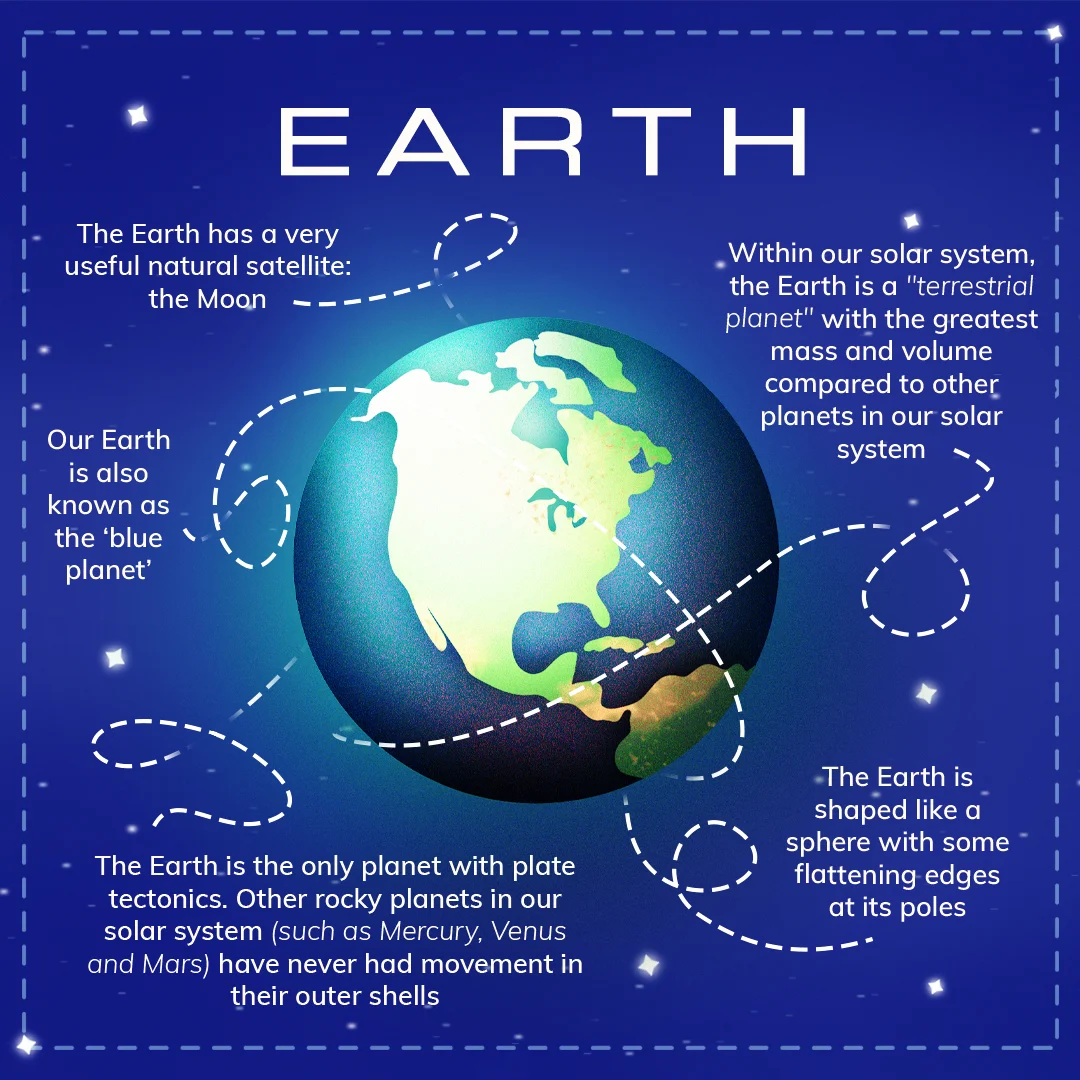 EARTH
The Earth has a very
useful natural satellite:
the Moon
Within our solar system,
the Earth is a "terrestrial
planet" with the greatest
mass and volume
compared to other
planets in our solar
system
Our Earth
is also
known as
the ‘blue
planet’
The Earth is
shaped like a
sphere with some
flattening edges
at its poles
The Earth is the only planet with plate
tectonics. Other rocky planets in our
solar system (such as Mercury, Venus
and Mars) have never had movement in
their outer shells